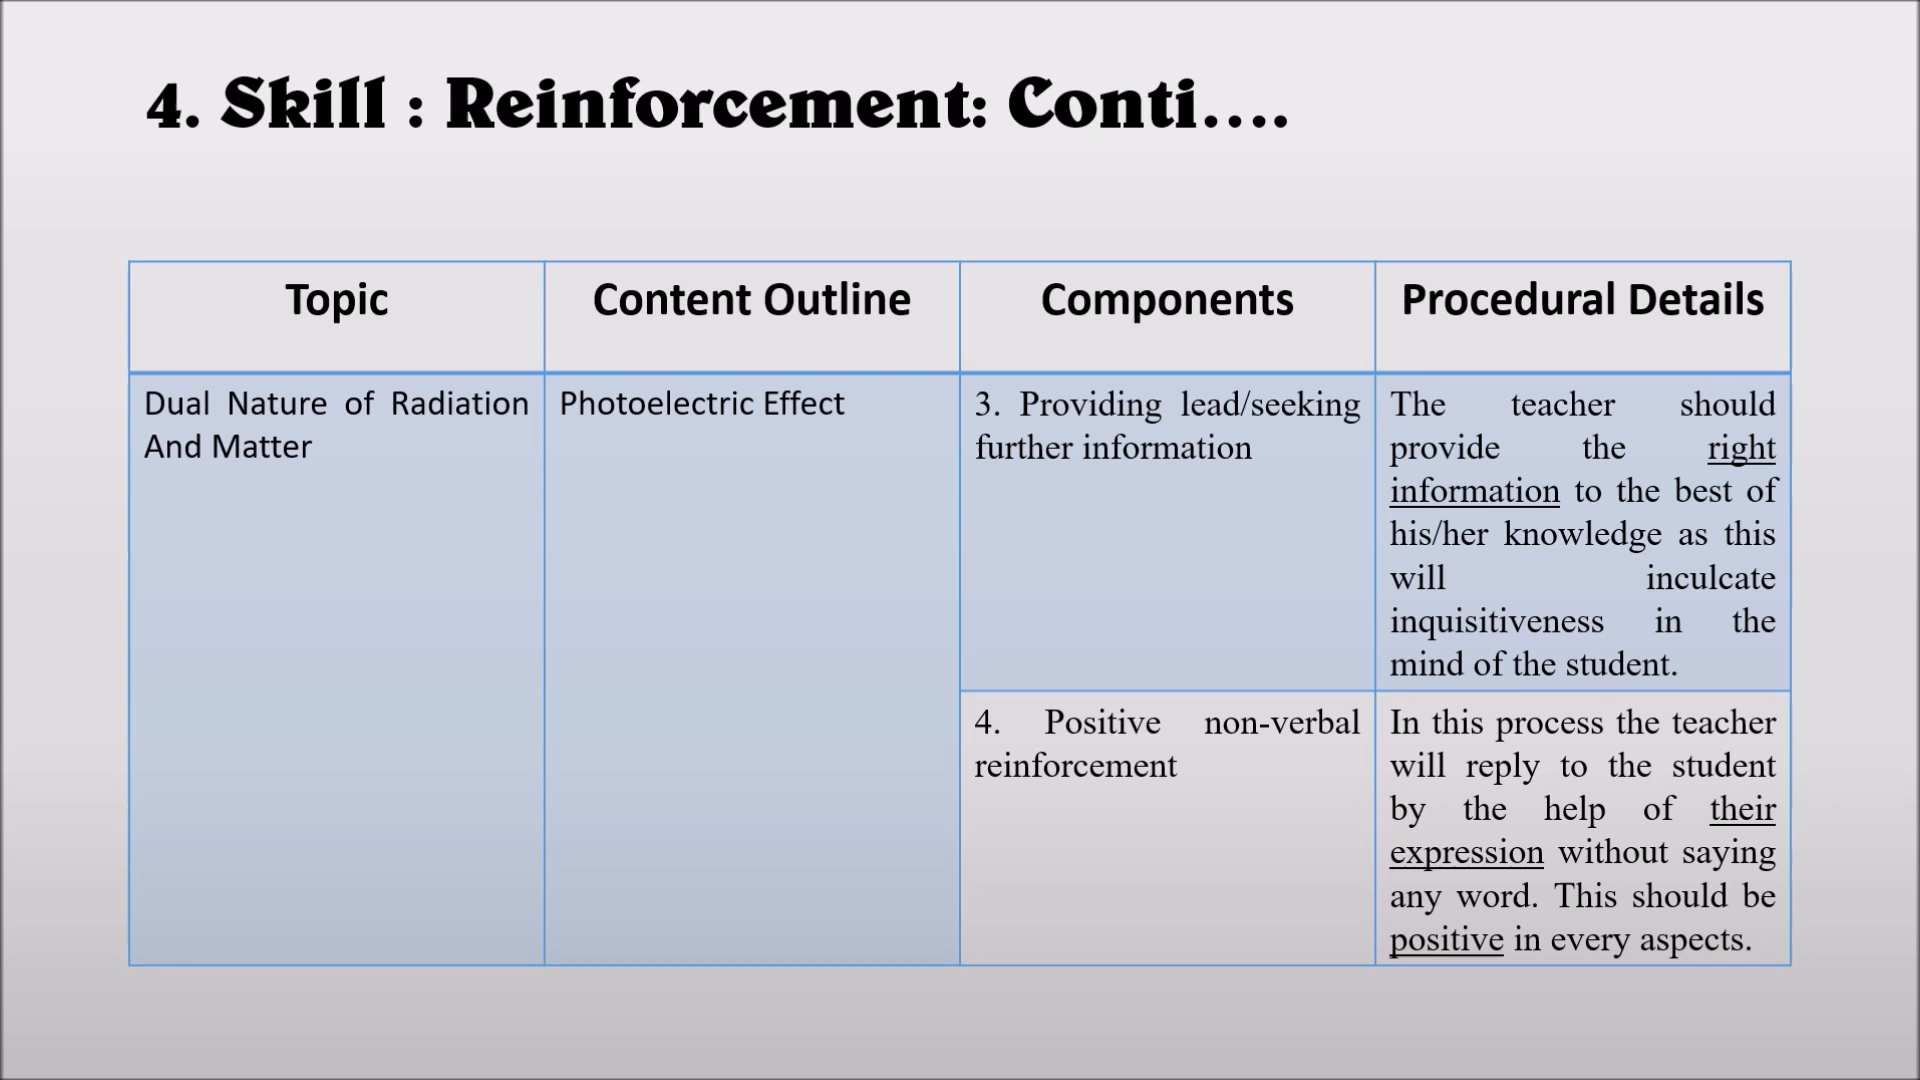 4. Skill : Reinforcement: Conti....
Topic
Content Outline
Components
Procedural Details
Dual Nature of Radiation
And Matter
Photoelectric Effect
3. Providing lead/seeking
further information
The teacher should
provide the right
information to the best of
his/her knowledge as this
will inculcate
inquisitiveness in the
mind of the student.
4. Positive non-verbal
reinforcement
In this process the teacher
will reply to the student
by the help of their
expression without saying
any word. This should be
positive in every aspects.